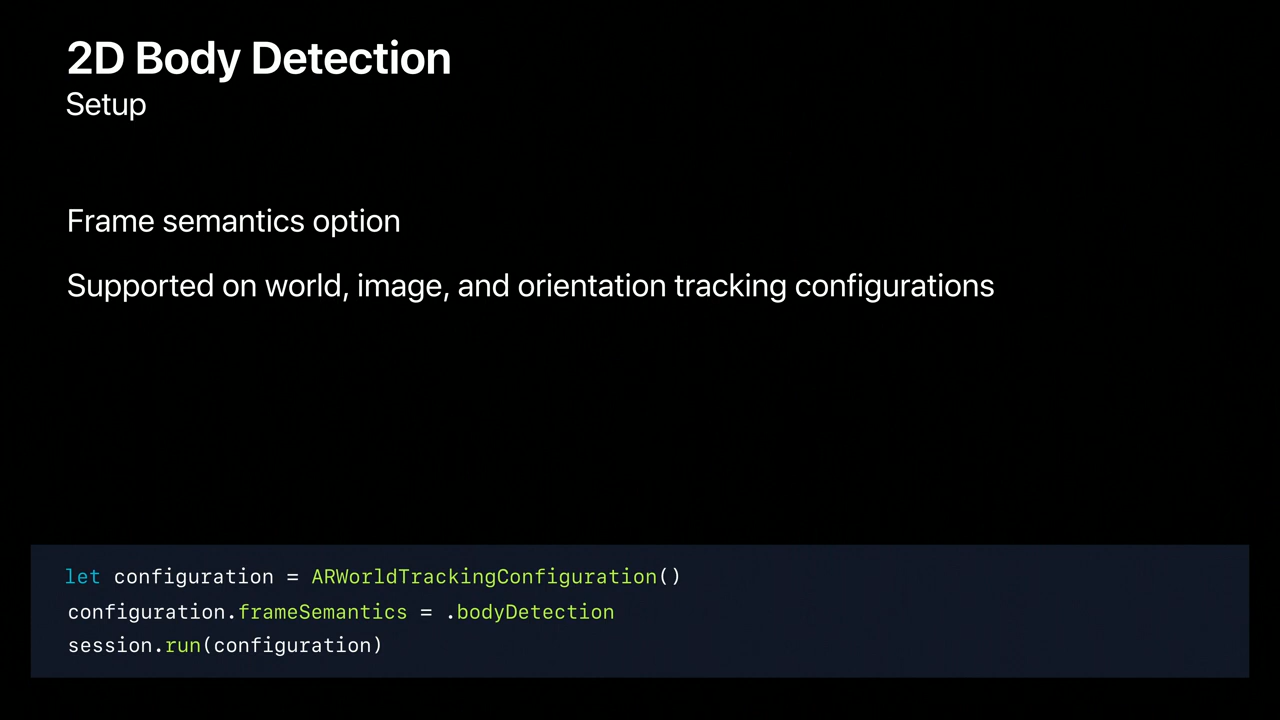 2D Body Detection
Setup
Frame semantics option
Supported on world, image, and orientation tracking configurations
let configuration = ARWorldTrackingConfiguration()
configuration.frameSemantics = .bodyDetection
session.run(configuration)